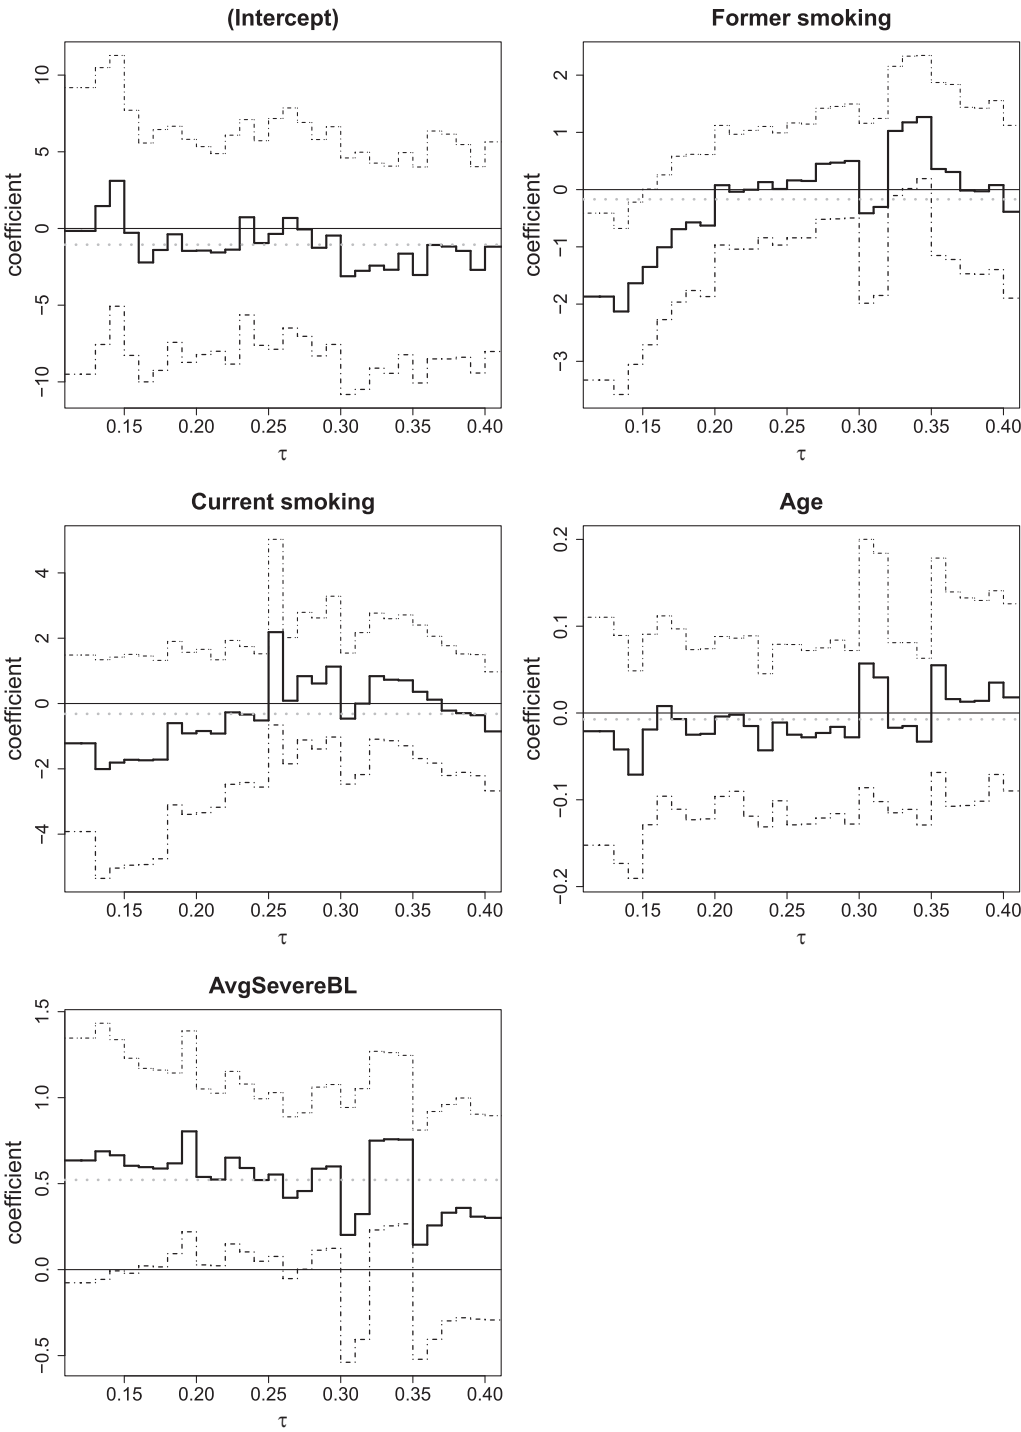 (Intercept)
coefficient
10
5
0
−5
−10
0.15 0.20 0.25 0.30 0.35 0.40
τ
Former smoking
coefficient
2
1
0
−1
−2
−3
0.15 0.20 0.25 0.30 0.35 0.40
τ
Current smoking
coefficient
4
2
0
−2
−4
0.15 0.20 0.25 0.30 0.35 0.40
τ
Age
coefficient
0.2
0.1
0.0
−0.1
−0.2
0.15 0.20 0.25 0.30 0.35 0.40
τ
AvgSevereBL
coefficient
1.5
1.0
0.5
0.0
−0.5
0.15 0.20 0.25 0.30 0.35 0.40
τ